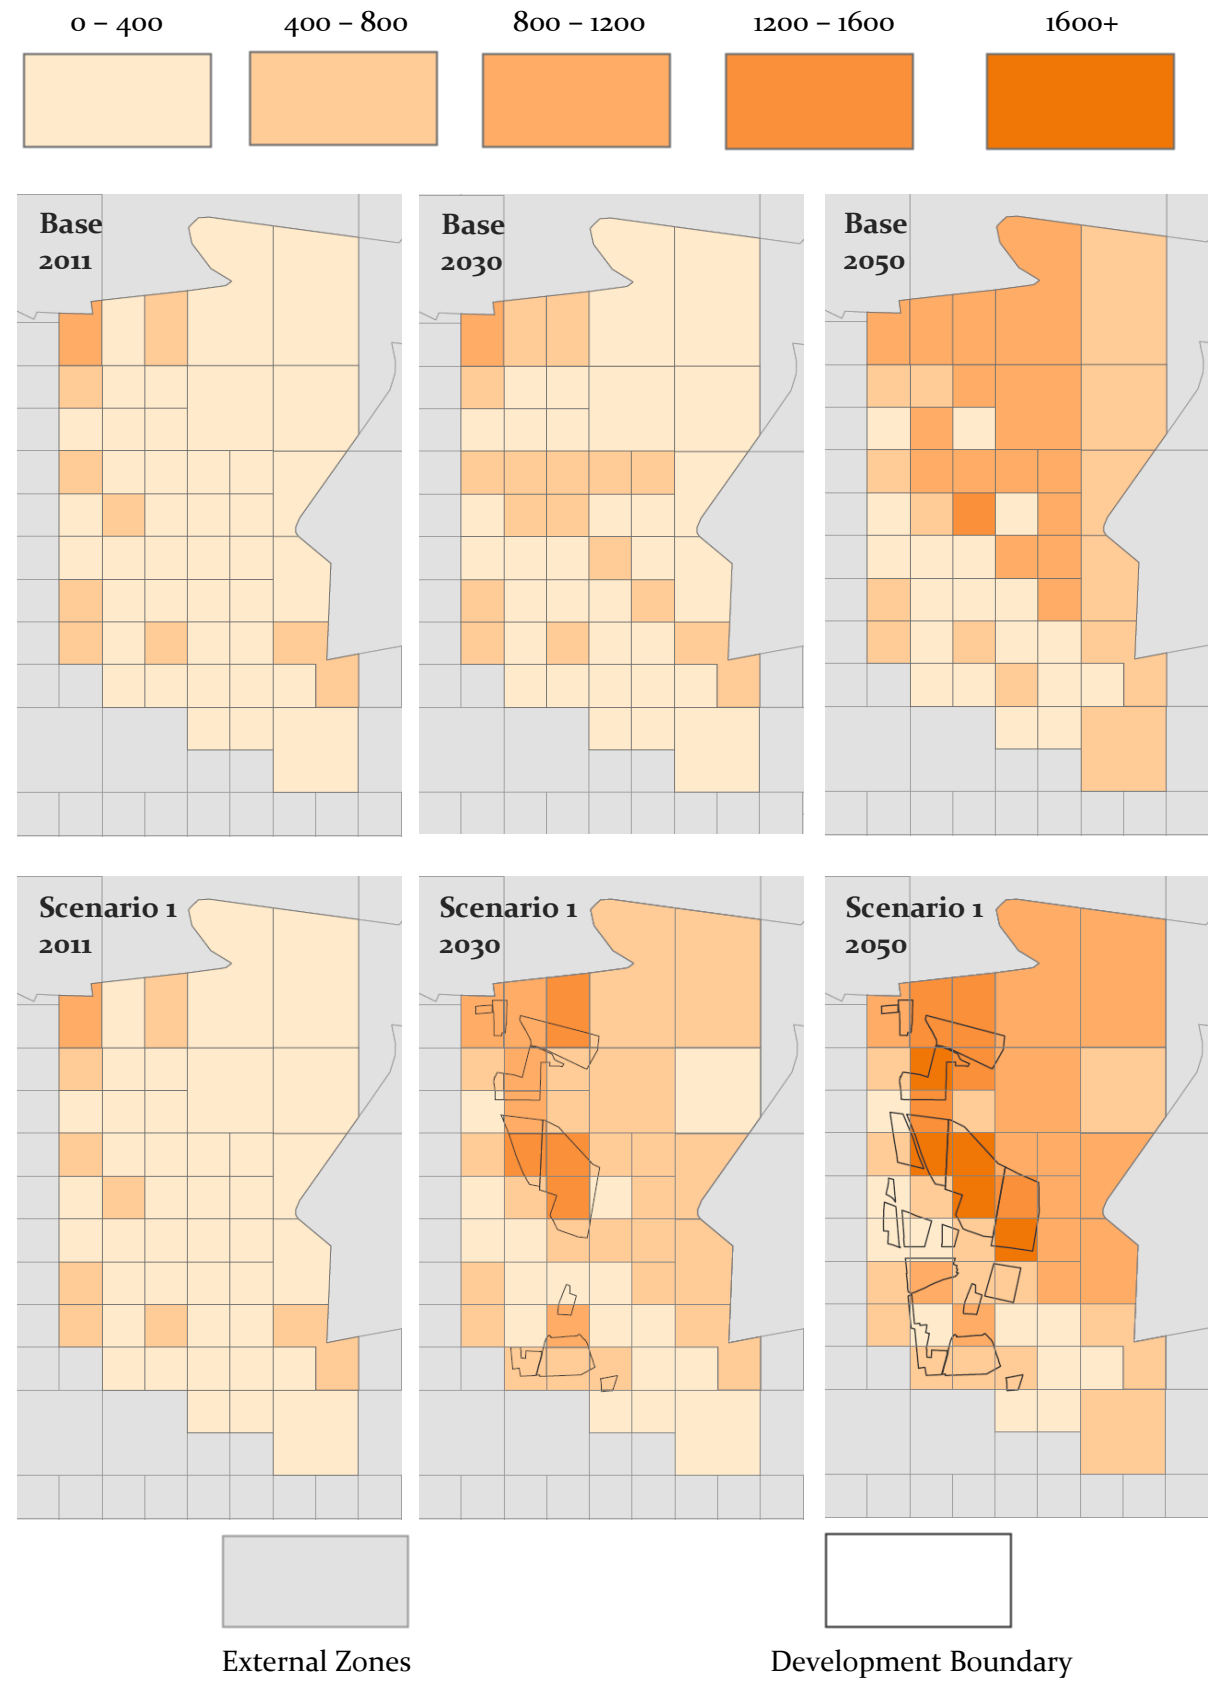 0 – 400 400 – 800 800 – 1200 1200 – 1600 1600+
Base
2011
Base
2030
Base
2050
Scenario 1
2011
Scenario 1
2030
Scenario 1
2050
External Zones Development Boundary